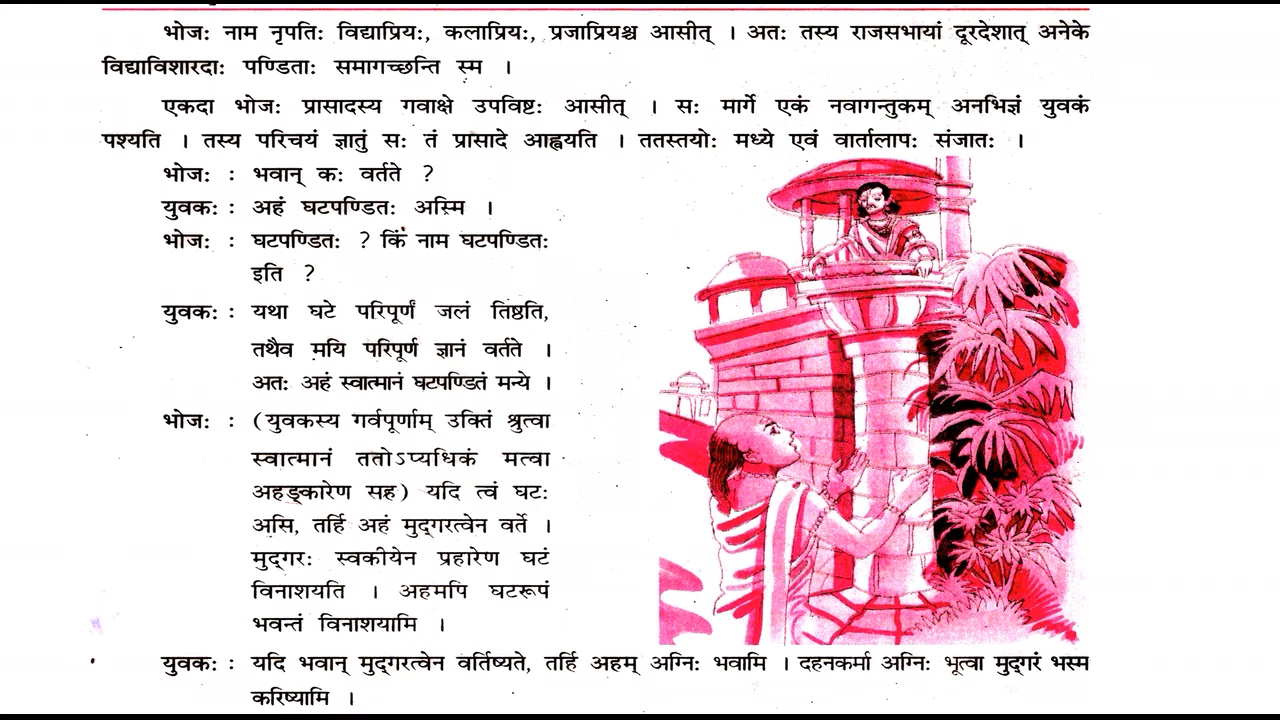 भोजः नाम नृपतिः विद्याप्रियः, कलाप्रियः, प्रजाप्रियश्च आसीत् । अतः तस्य राजसभायां दूरदेशात् अनेके
विद्याविशारदाः पण्डिताः समागच्छन्ति स्म ।
एकदा भोजः प्रासादस्य गवाक्षे उपविष्टः आसीत् । सः मार्गे एकं नवागन्तुकम् अनभिज्ञं युवकं
पश्यति । तस्य परिचयं ज्ञातुं सः तं प्रासादे आह्वयति । ततस्तयोः मध्ये एवं वार्तालापः संजातः ।
भोजः : भवान् कः वर्तते ?
युवकः : अहं घटपण्डितः अस्मि ।
भोजः : घटपण्डितः ? किं नाम घटपण्डितः
इति ?
युवकः : यथा घटे परिपूर्णं जलं तिष्ठति,
तथैव मयि परिपूर्ण ज्ञानं वर्तते ।
अतः अहं स्वात्मानं घटपण्डितं मन्ये ।
भोजः : (युवकस्य गर्वपूर्णाम् उक्तिं श्रुत्वा
स्वात्मानं ततोऽप्यधिकं मत्वा
अहङ्कारेण सह) यदि त्वं घटः
असि, तर्हि अहं मुद्गरत्वेन वर्ते ।
मुद्गरः स्वकीयेन प्रहारेण घटं
विनाशयति । अहमपि घटरूपं
भवन्तं विनाशयामि ।
युवकः : यदि भवान् मुद्गरत्वेन वर्तिष्यते, तर्हि अहम् अग्निः भवामि । दहनकर्मा अग्निः भूत्वा मुद्गरं भस्म
करिष्यामि ।